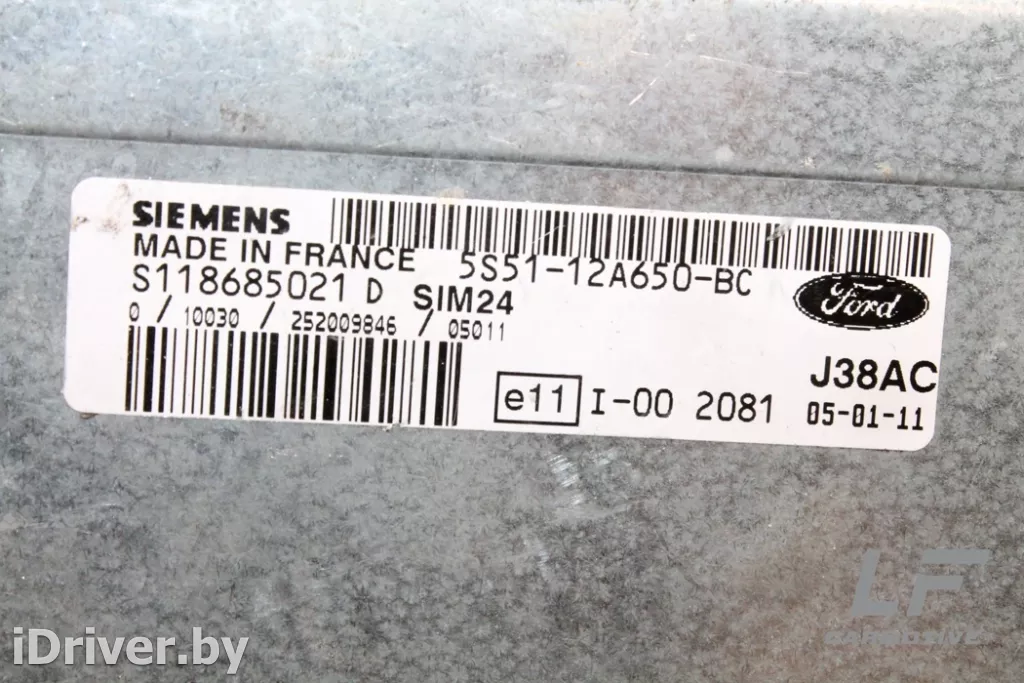 SIEMENS
MADE IN FRANCE 5S51-12A650-BC
S118685021 D SIM24
0 / 10030 / 252009846 / 05011
Ford
J38AC
e11 I-00 2081 05-01-11
LF
iDriver.by